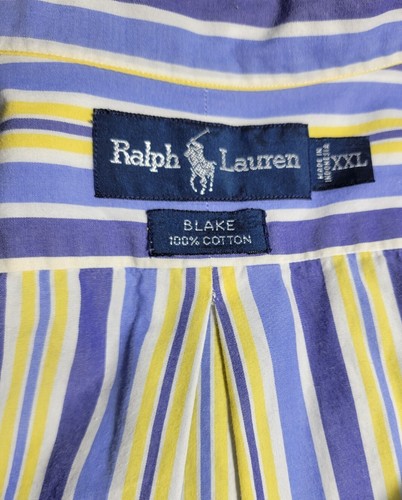 Ralph Lauren
MADE IN
INDONESIA
XXL
BLAKE
100% COTTON